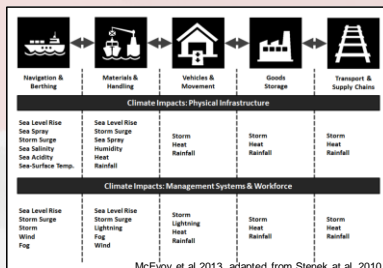 Navigation & Berthing
Materials & Handling
Vehicles & Movement
Goods Storage
Transport & Supply Chains
Climate Impacts: Physical Infrastructure
Sea Level Rise
Sea Spray
Storm Surge
Sea Salinity
Sea Acidity
Sea-Surface Temp.
Sea Level Rise
Storm Surge
Sea Spray
Humidity
Heat
Rainfall
Storm
Heat
Rainfall
Storm
Heat
Rainfall
Storm
Heat
Rainfall
Climate Impacts: Management Systems & Workforce
Sea Level Rise
Storm Surge
Storm
Wind
Fog
Sea Level Rise
Storm Surge
Lightning
Fog
Wind
Storm
Lightning
Heat
Rainfall
Storm
Heat
Rainfall
Storm
Heat
Rainfall
McEvoy et al 2013, adapted from Stenek at al, 2010